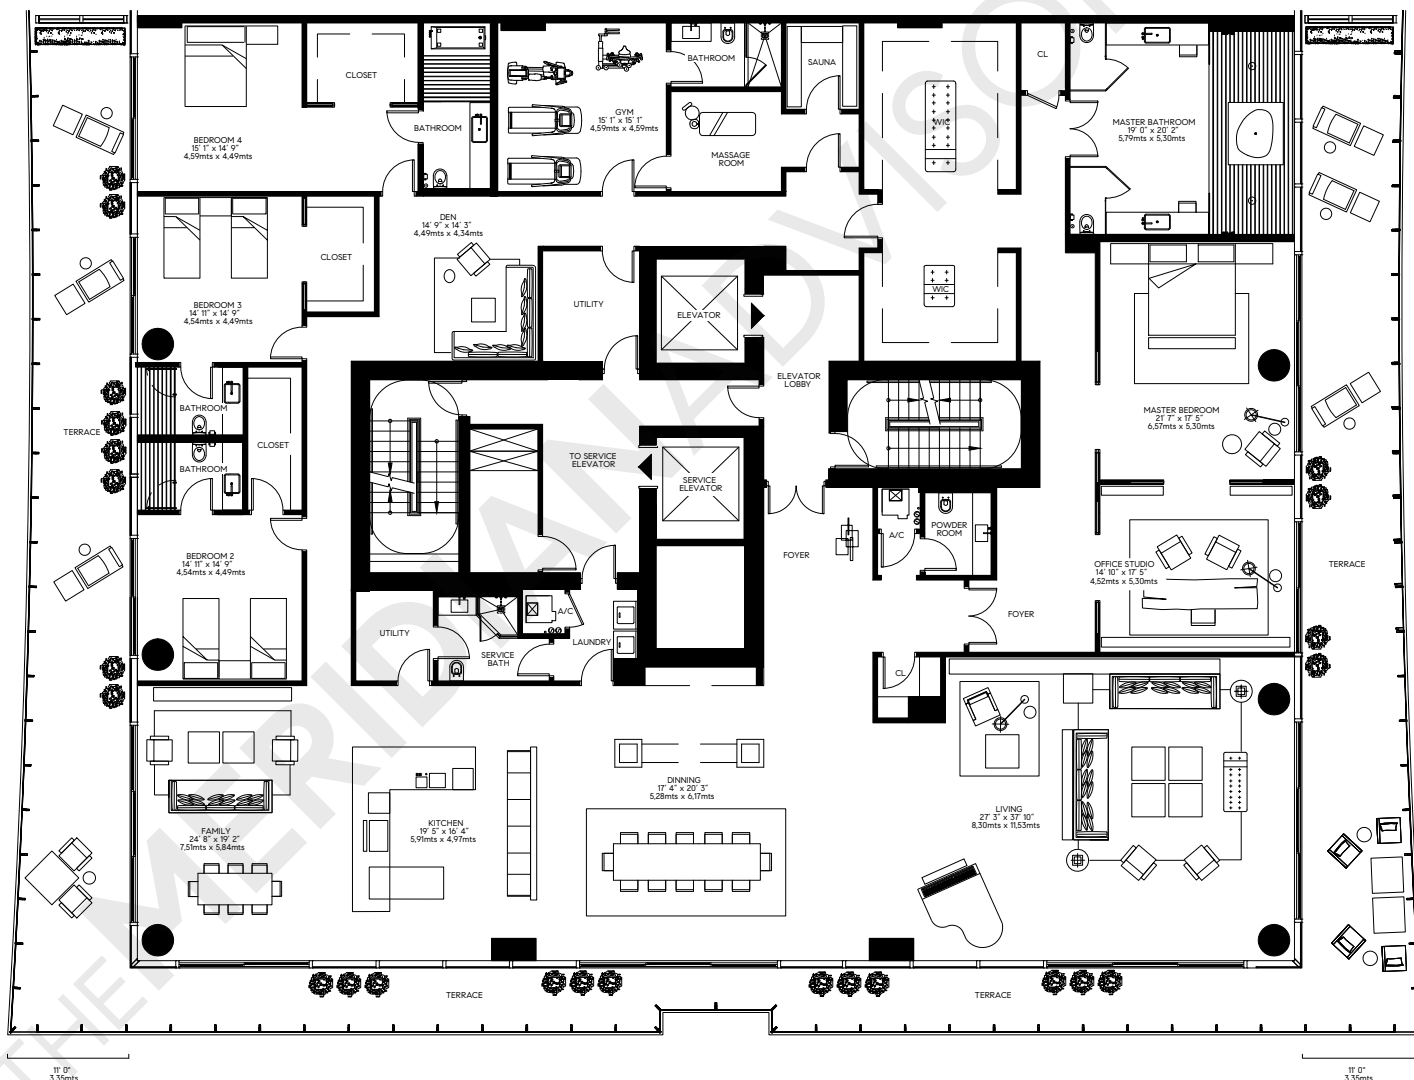 CLOSET
BEDROOM 4
15' 1" x 14' 9"
4,59mts x 4,49mts
BATHROOM
GYM
15' 1" x 15' 1"
4,59mts x 4,59mts
BATHROOM
SAUNA
MASSAGE
ROOM
WIC
CL
MASTER BATHROOM
19' 0" x 20' 2"
5,79mts x 5,30mts
DEN
14' 9" x 14' 3"
4,49mts x 4,34mts
CLOSET
BEDROOM 3
14' 11" x 14' 9"
4,54mts x 4,49mts
UTILITY
ELEVATOR
WIC
ELEVATOR
LOBBY
MASTER BEDROOM
21' 7" x 17' 5"
6,57mts x 5,30mts
TERRACE
BATHROOM
BATHROOM
CLOSET
TO SERVICE
ELEVATOR
SERVICE
ELEVATOR
BEDROOM 2
14' 11" x 14' 9"
4,54mts x 4,49mts
FOYER
A/C
POWDER
ROOM
OFFICE STUDIO
14' 10" x 17' 5"
4,52mts x 5,30mts
TERRACE
FOYER
UTILITY
SERVICE
BATH
A/C
LAUNDRY
CL
FAMILY
24' 8" x 19' 2"
7,51mts x 5,84mts
KITCHEN
19' 5" x 16' 4"
5,91mts x 4,97mts
DINNING
17' 4" x 20' 3"
5,28mts x 6,17mts
LIVING
27' 3" x 37' 10"
8,30mts x 11,53mts
TERRACE
TERRACE
11' 0"
3,35mts
11' 0"
3,35mts
THE MERIDIAN ADVISOR